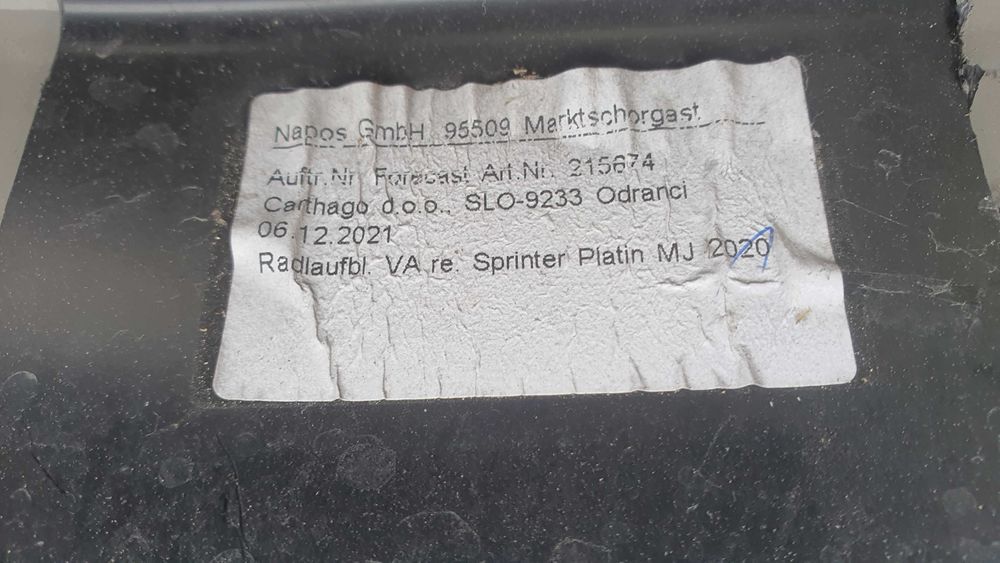 Napos GmbH 95509 Marktschorgast
Auftr.Nr. Forecast Art.Nr. 215674
Carthago d.o.o., SLO-9233 Odranci
06.12.2021
Radlaufbl. VA re. Sprinter Platin MJ 2020